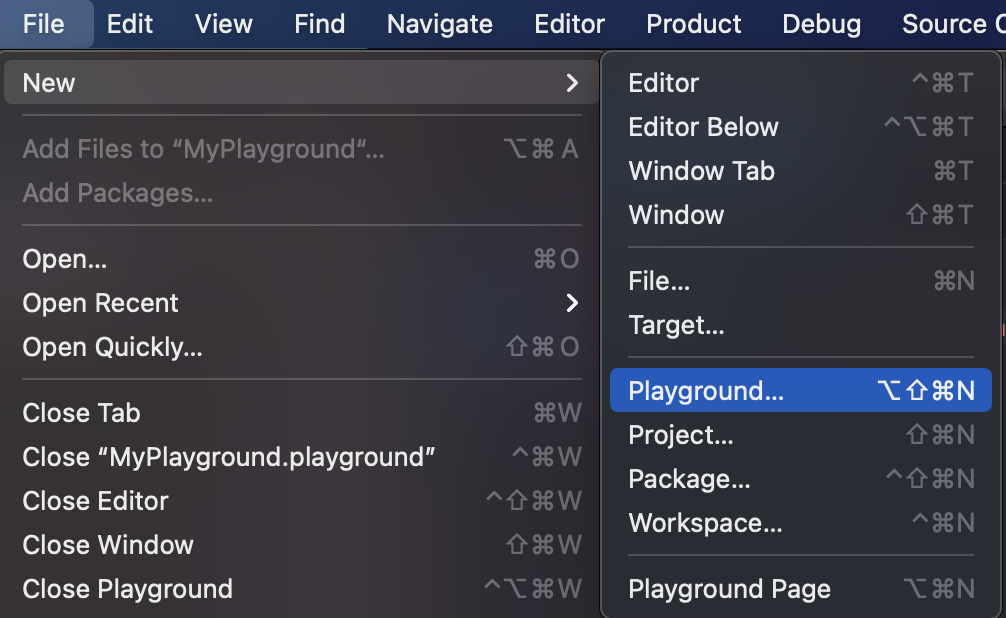 File Edit View Find Navigate Editor Product Debug Source C
New
Add Files to “MyPlayground“... ⌥⌘A
Add Packages...
Open... ⌘O
Open Recent
Open Quickly... ⇧⌘O
Close Tab ⌘W
Close “MyPlayground.playground” ^⌘W
Close Editor ^⇧⌘W
Close Window ⇧⌘W
Close Playground ^⌥⌘W
Editor ^⌘T
Editor Below ^⌥⌘T
Window Tab ⌘T
Window ⇧⌘T
File... ⌘N
Target...
Playground... ⌥⇧⌘N
Project... ⇧⌘N
Package... ^⇧⌘N
Workspace... ^⌘N
Playground Page ⌥⌘N